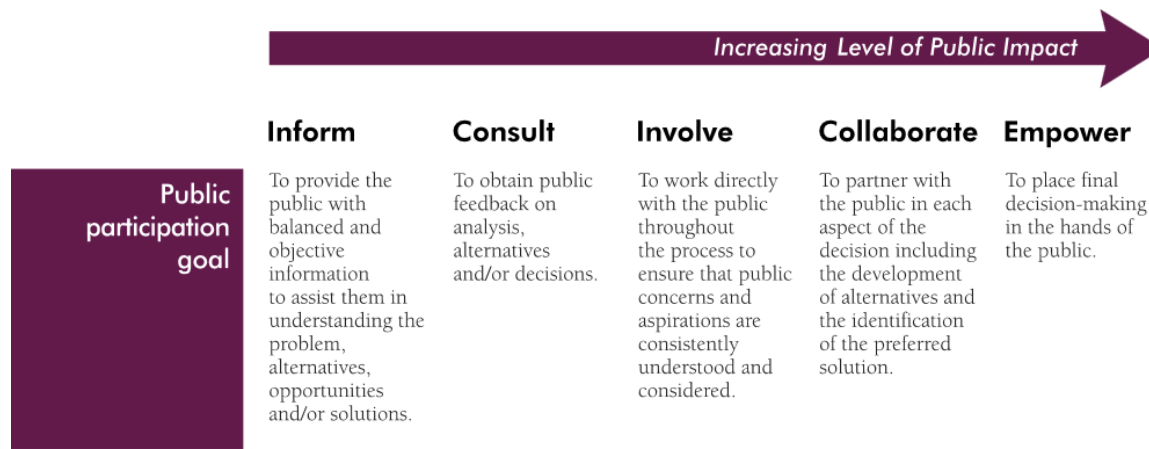 Increasing Level of Public Impact
Inform
Consult
Involve
Collaborate
Empower
Public
participation
goal
To provide the
public with
balanced and
objective
information
to assist them in
understanding the
problem,
alternatives,
opportunities
and/or solutions.
To obtain public
feedback on
analysis,
alternatives
and/or decisions.
To work directly
with the public
throughout
the process to
ensure that public
concerns and
aspirations are
consistently
understood and
considered.
To partner with
the public in each
aspect of the
decision including
the development
of alternatives and
the identification
of the preferred
solution.
To place final
decision-making
in the hands of
the public.